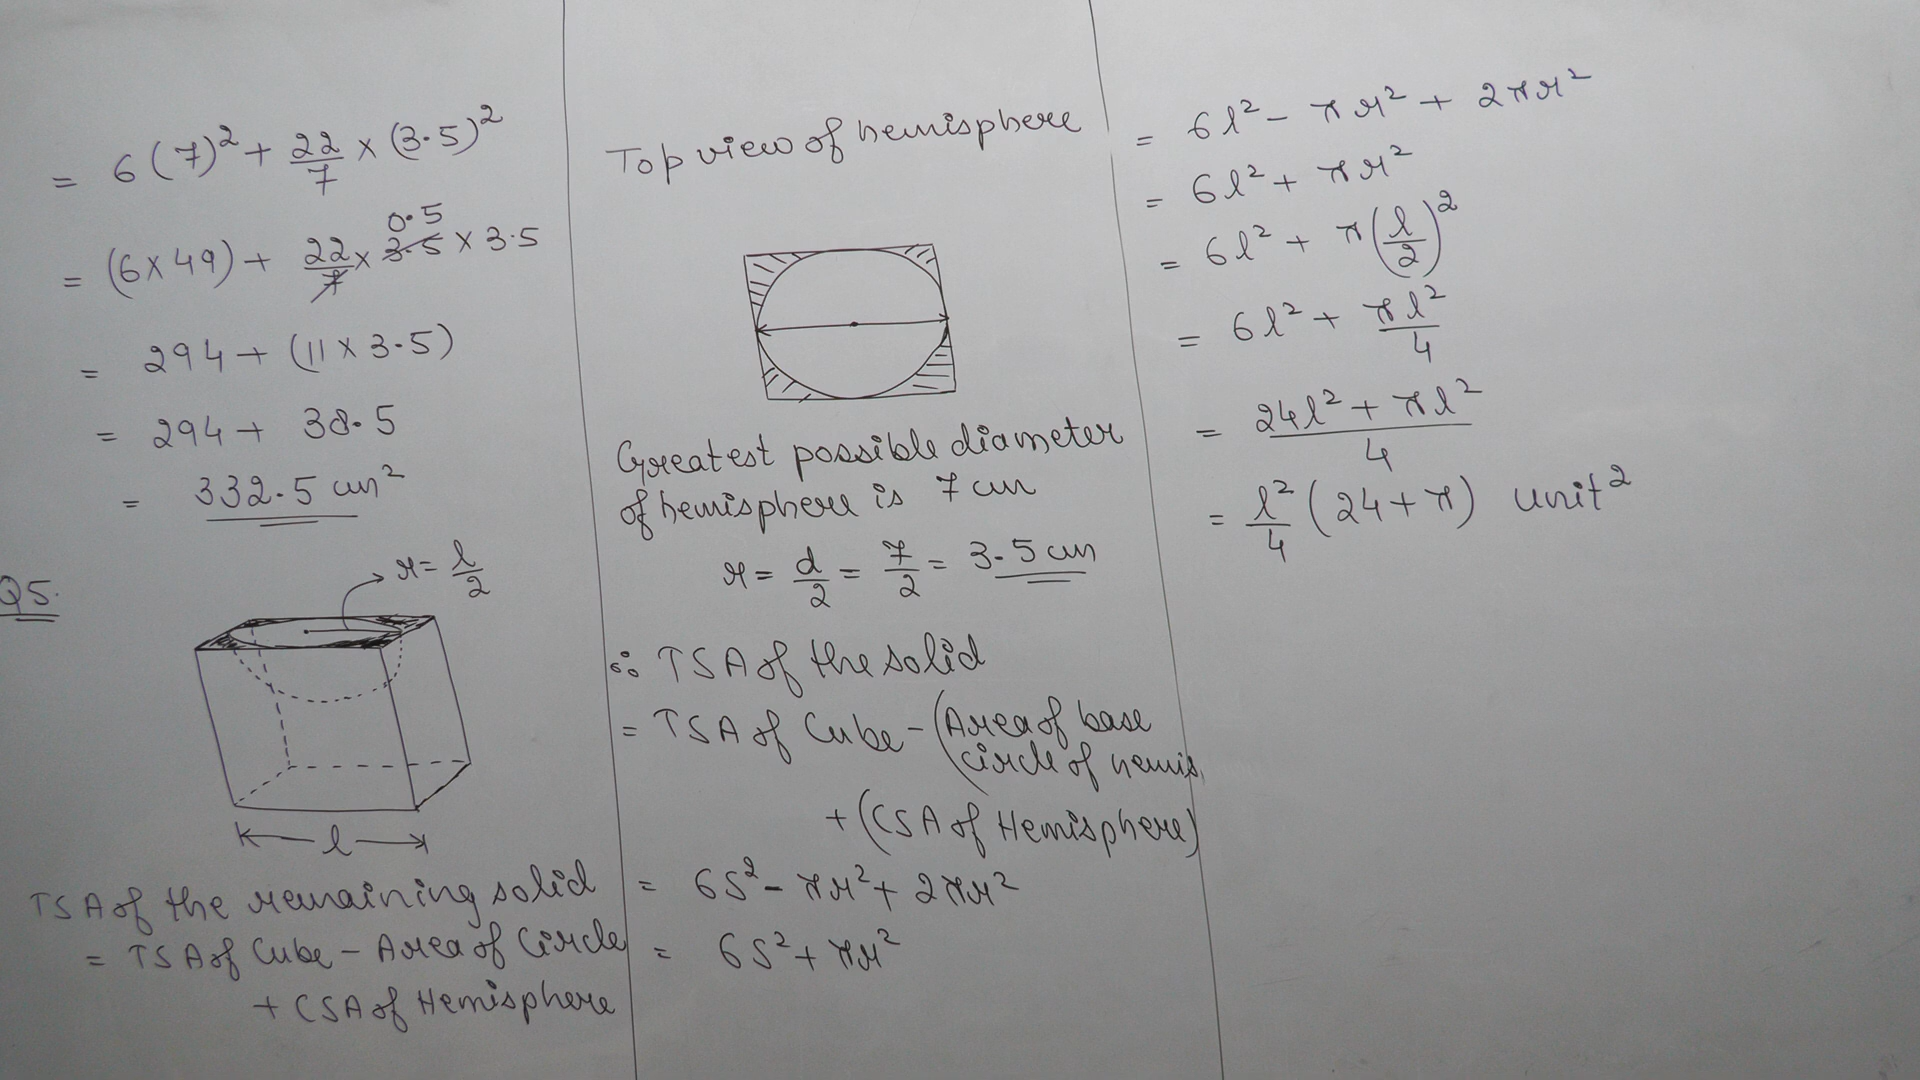 = 6(7)² + 22/7 × (3.5)²
= (6×49) + 22/7 × 3.5 × 3.5
0.5
= 294 + (11 × 3.5)
= 294 + 38.5
= 332.5 cm²
Q5.
r = l/2
l
TSA of the remaining solid
= TSA of Cube – Area of Circle
+ CSA of Hemisphere
Top view of hemisphere
Greatest possible diameter
of hemisphere is 7 cm
r = d/2 = 7/2 = 3.5 cm
∴ TSA of the solid
= TSA of Cube – (Area of base
circle of hemis
+ (CSA of Hemisphere)
= 6S² – πr² + 2πr²
= 6S² + πr²
= 6l² – πr² + 2πr²
= 6l² + πr²
= 6l² + π(l/2)²
= 6l² + πl²/4
= 24l² + πl²/4
= l²/4 (24 + π) unit²